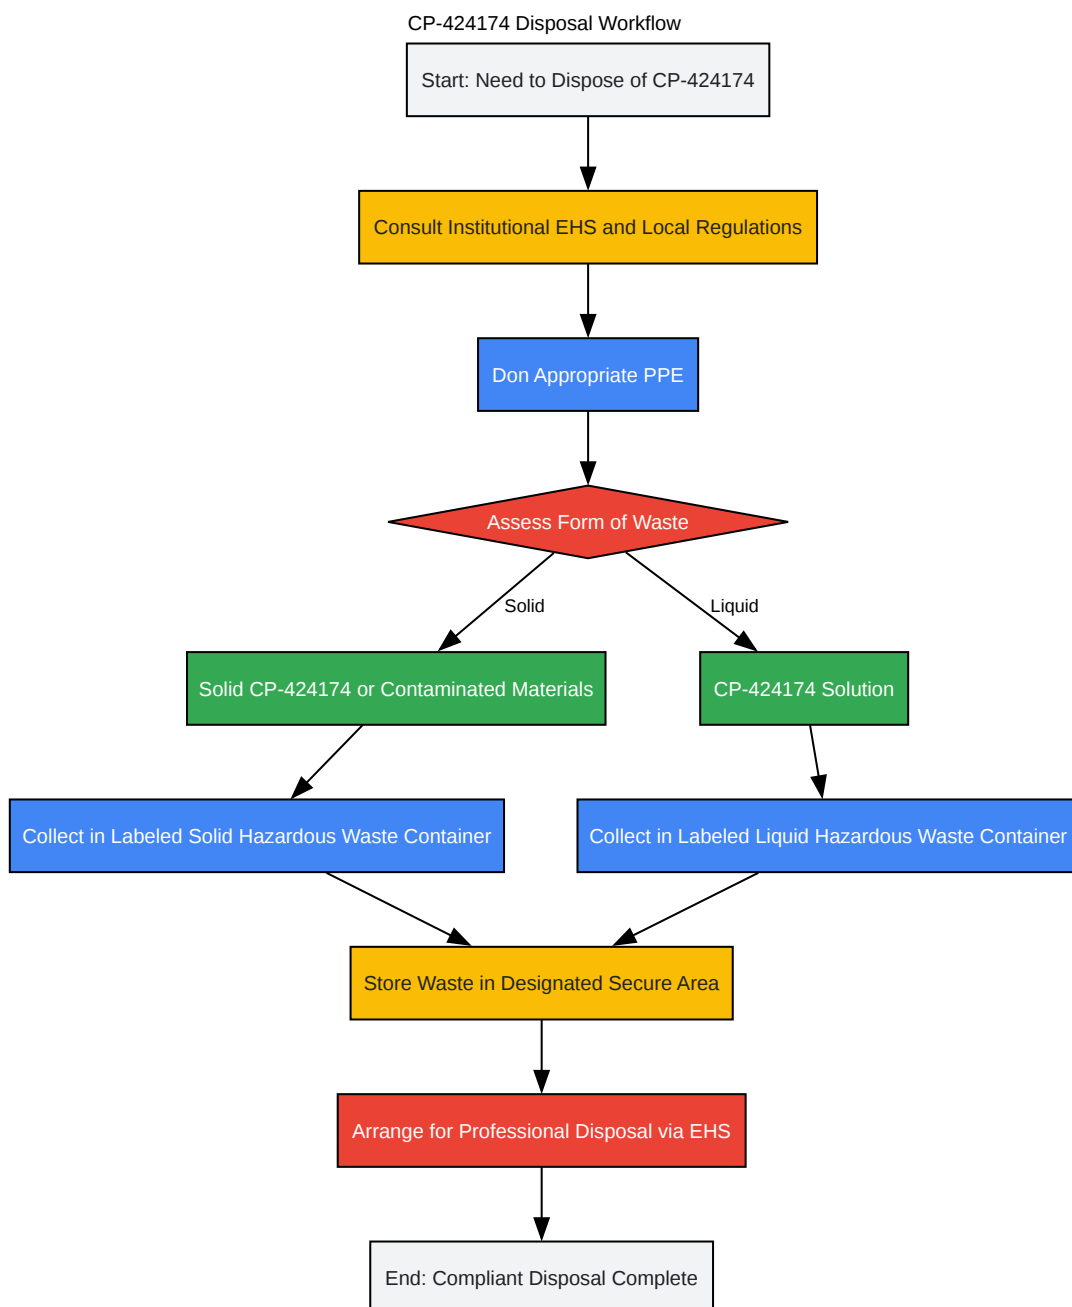 CP-424174 Disposal Workflow
Start: Need to Dispose of CP-424174
Consult Institutional EHS and Local Regulations
Don Appropriate PPE
Assess Form of Waste
Solid
Liquid
Solid CP-424174 or Contaminated Materials
CP-424174 Solution
Collect in Labeled Solid Hazardous Waste Container
Collect in Labeled Liquid Hazardous Waste Container
Store Waste in Designated Secure Area
Arrange for Professional Disposal via EHS
End: Compliant Disposal Complete